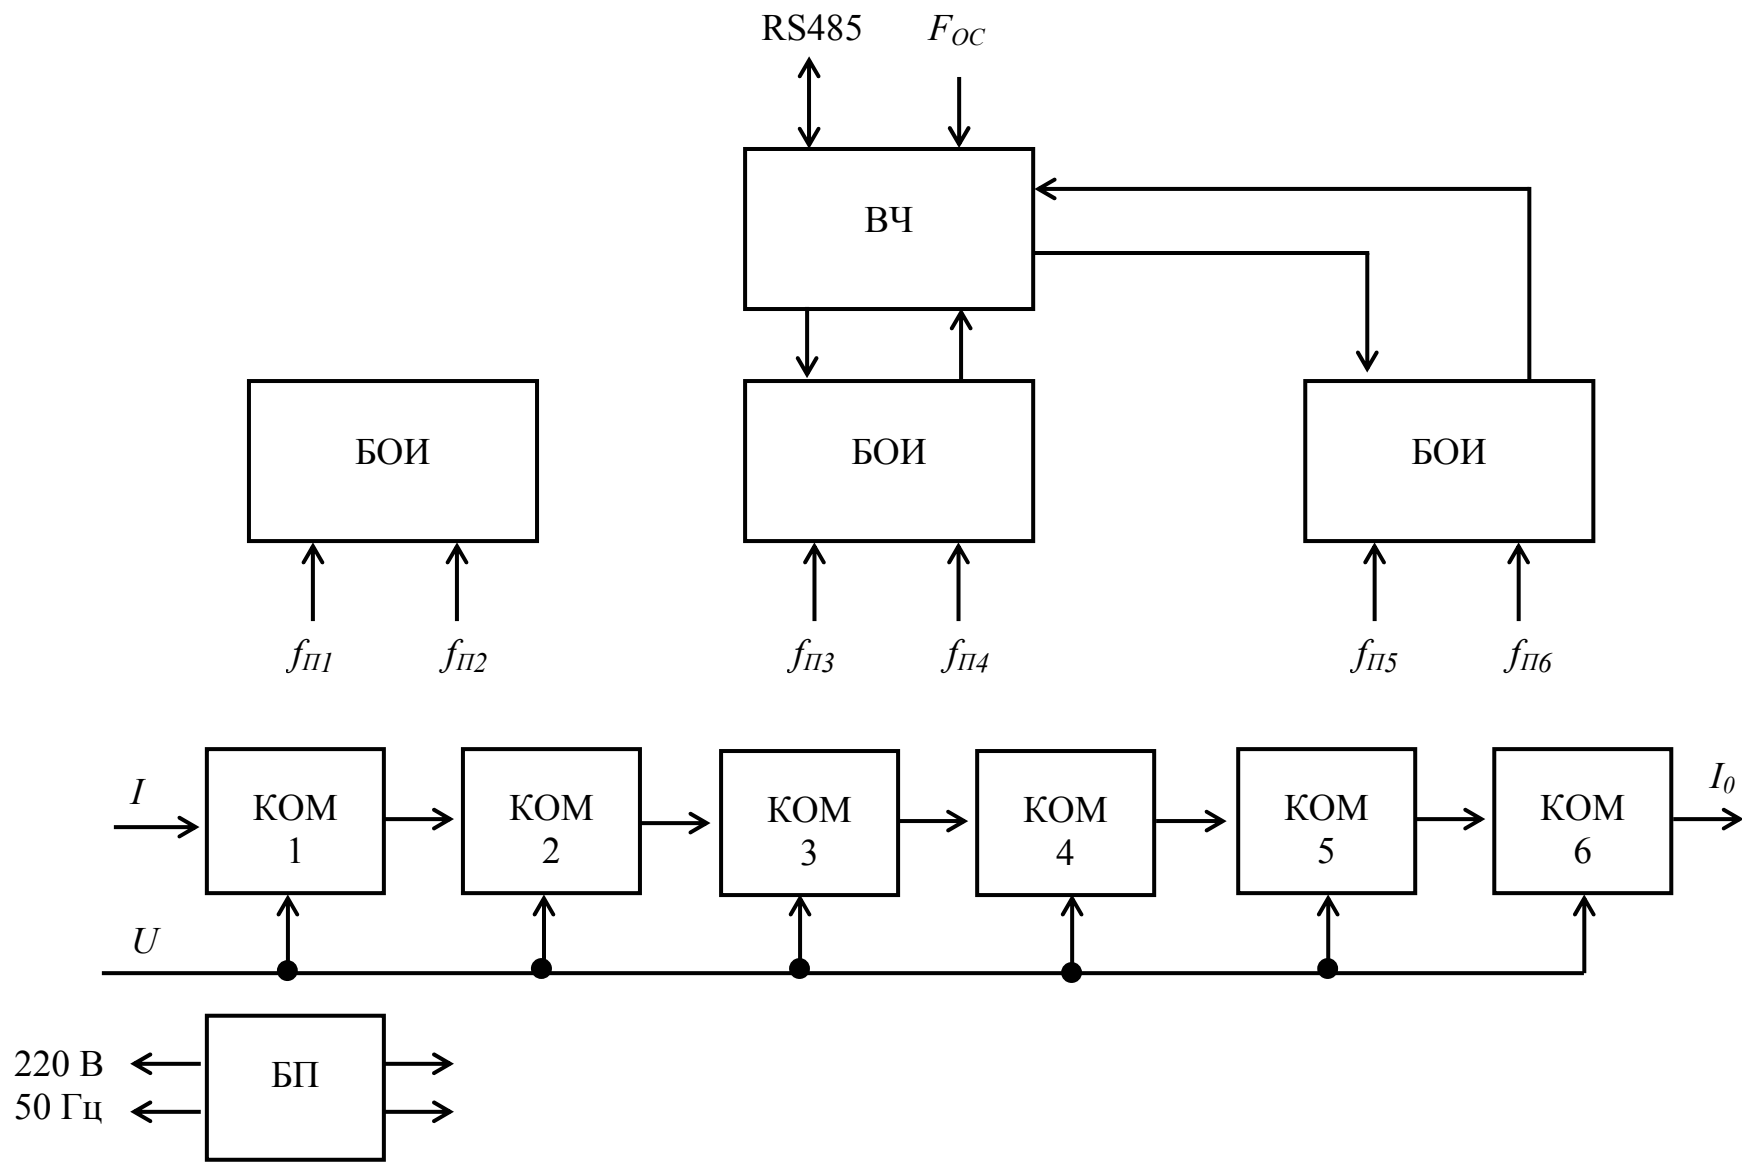 RS485 F_OC
ВЧ
БОИ БОИ БОИ
f_П1 f_П2 f_П3 f_П4 f_П5 f_П6
I КОМ 1 КОМ 2 КОМ 3 КОМ 4 КОМ 5 КОМ 6 I_0
U
220 В
50 Гц
БП